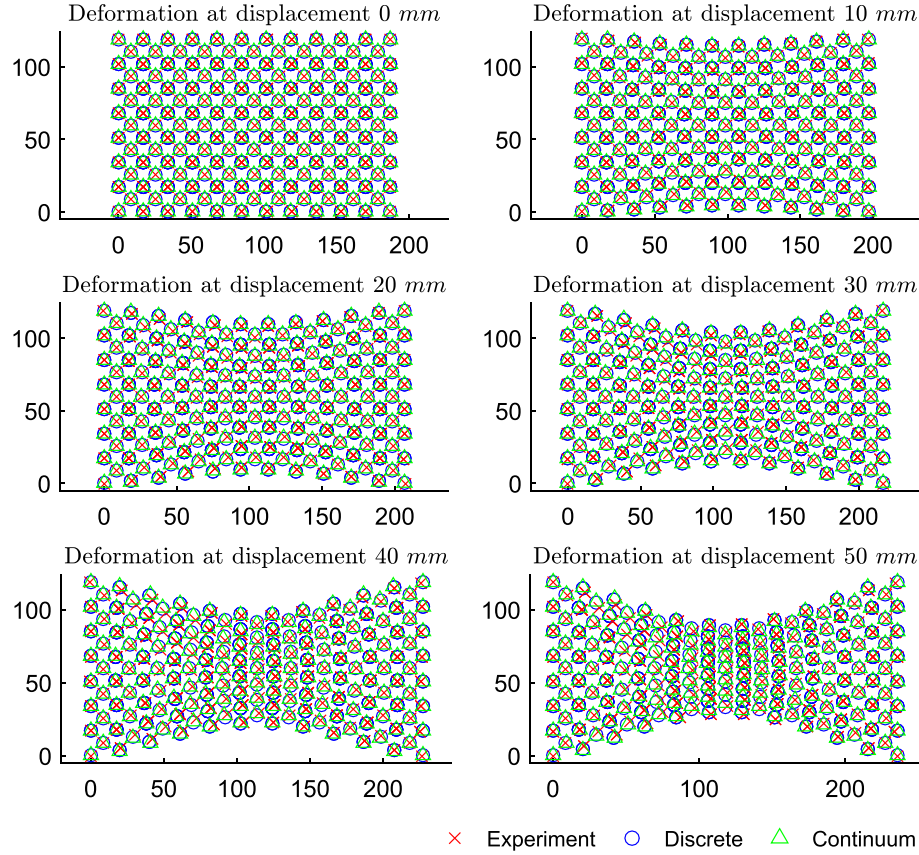 Deformation at displacement 0 mm
Deformation at displacement 10 mm
100
50
0
0 50 100 150 200
100
50
0
0 50 100 150 200
Deformation at displacement 20 mm
Deformation at displacement 30 mm
100
50
0
0 50 100 150 200
100
50
0
0 50 100 150 200
Deformation at displacement 40 mm
Deformation at displacement 50 mm
100
50
0
0 50 100 150 200
100
50
0
0 100 200
Experiment Discrete Continuum